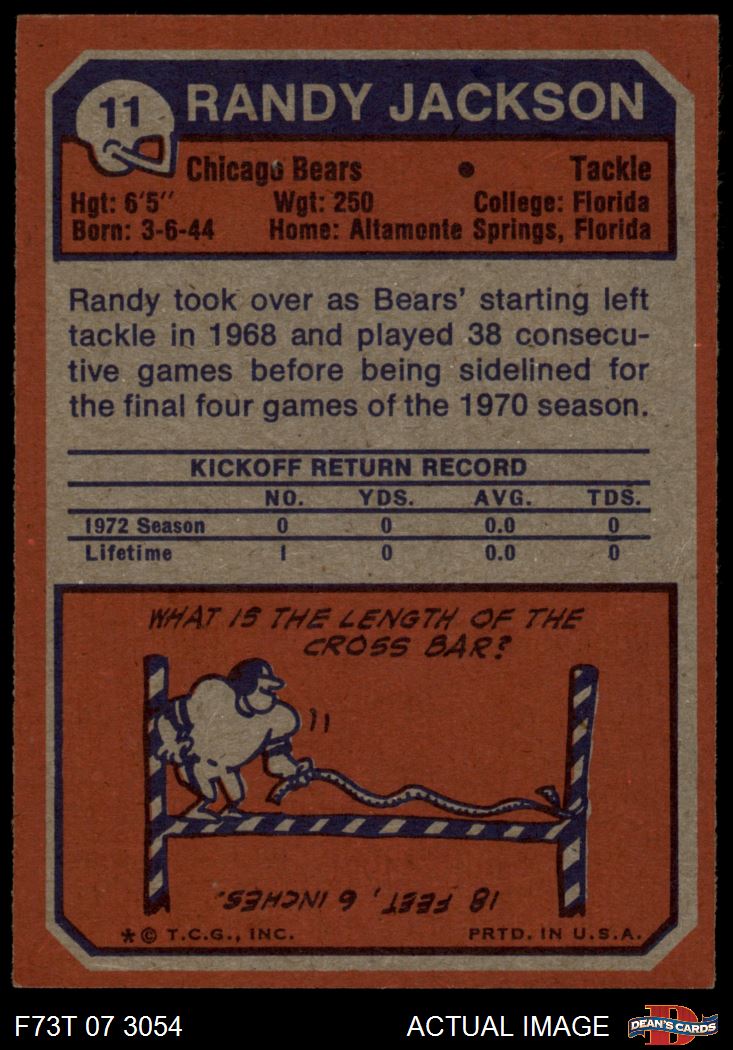 11 RANDY JACKSON
Chicago Bears • Tackle
Hgt: 6'5" Wgt: 250 College: Florida
Born: 3-6-44 Home: Altamonte Springs, Florida
Randy took over as Bears' starting left
tackle in 1968 and played 38 consecu-
tive games before being sidelined for
the final four games of the 1970 season.
KICKOFF RETURN RECORD
NO. YDS. AVG. TDS.
1972 Season 0 0 0.0 0
Lifetime 1 0 0.0 0
WHAT IS THE LENGTH OF THE
CROSS BAR?
18 FEET, 6 INCHES.
*© T.C.G., INC. PRTD. IN U.S.A.
F73T 07 3054 ACTUAL IMAGE D DEAN'S CARDS